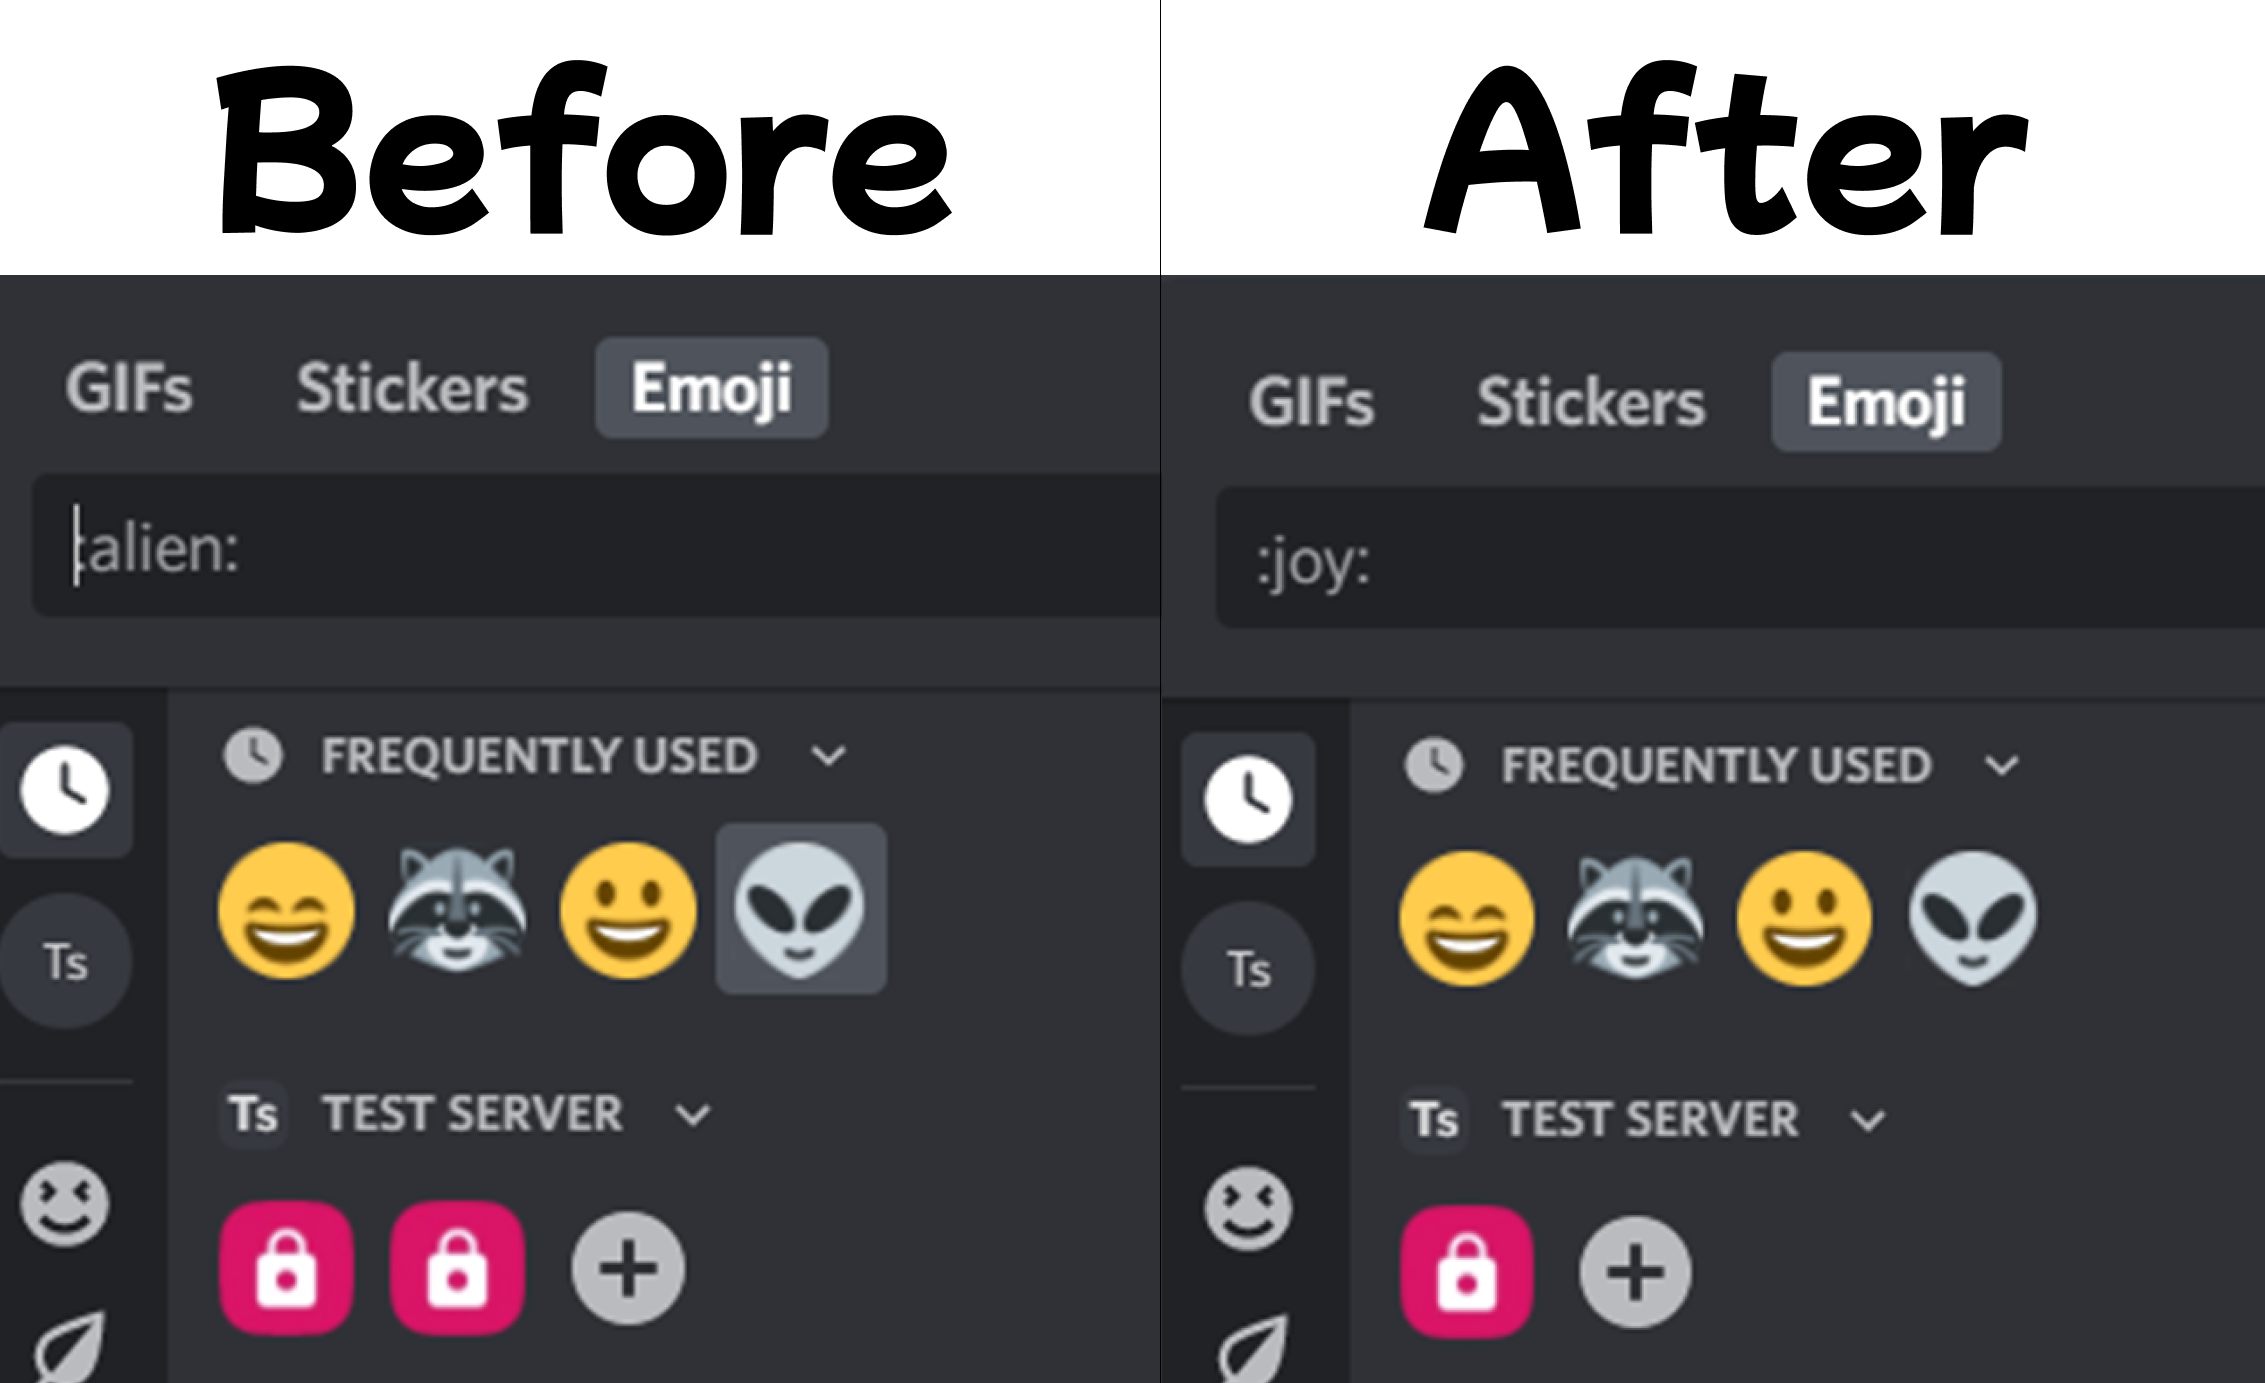 Before
GIFs Stickers Emoji
:alien:
FREQUENTLY USED
Ts
Ts TEST SERVER
After
GIFs Stickers Emoji
:joy:
FREQUENTLY USED
Ts
Ts TEST SERVER